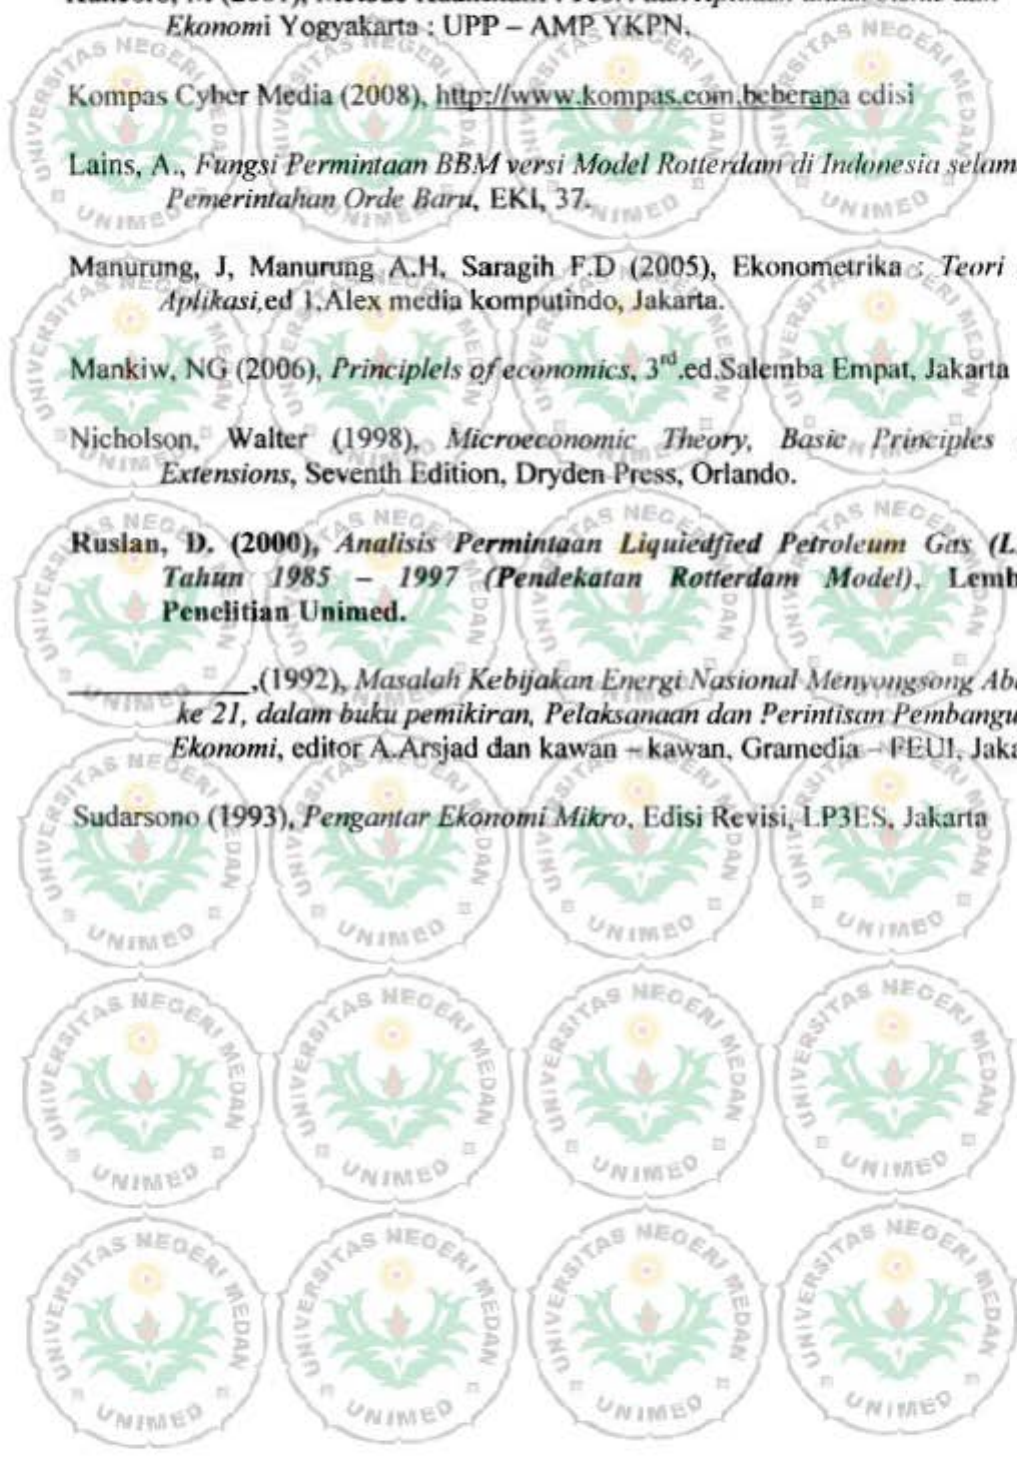 Ekonomi Yogyakarta : UPP – AMP YKPN.
Kompas Cyber Media (2008), http://www.kompas.com.beberapa edisi
Lains, A., Fungsi Permintaan BBM versi Model Rotterdam di Indonesia selam
Pemerintahan Orde Baru, EKI, 37.
Manurung, J, Manurung A.H, Saragih F.D (2005), Ekonometrika : Teori
Aplikasi,ed 1.Alex media komputindo, Jakarta.
Mankiw, NG (2006), Principlels of economics, 3rd.ed.Salemba Empat, Jakarta
Nicholson, Walter (1998), Microeconomic Theory, Basic Principles
Extensions, Seventh Edition, Dryden Press, Orlando.
Ruslan, D. (2000), Analisis Permintaan Liquiedfied Petroleum Gas (L
Tahun 1985 – 1997 (Pendekatan Rotterdam Model), Lemb
Penelitian Unimed.
____________,(1992), Masalah Kebijakan Energi Nasional Menyongsong Ab
ke 21, dalam buku pemikiran, Pelaksanaan dan Perintisan Pembangu
Ekonomi, editor A.Arsjad dan kawan – kawan, Gramedia – FEUI, Jaka
Sudarsono (1993), Pengantar Ekonomi Mikro, Edisi Revisi, LP3ES, Jakarta
UNIVERSITAS NEGERI MEDAN
UNIMED